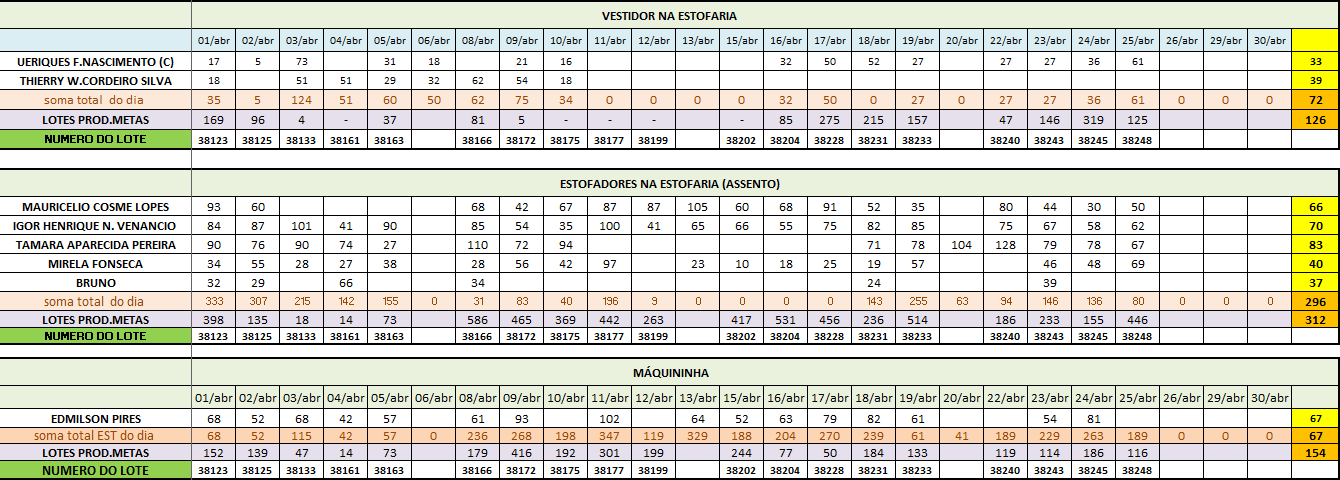 VESTIDOR NA ESTOFARIA
01/abr 02/abr 03/abr 04/abr 05/abr 06/abr 08/abr 09/abr 10/abr 11/abr 12/abr 13/abr 15/abr 16/abr 17/abr 18/abr 19/abr 20/abr 22/abr 23/abr 24/abr 25/abr 26/abr 29/abr 30/abr
UERIQUES F.NASCIMENTO (C) 17 5 73 31 18 21 16 32 50 52 27 27 27 36 61 33
THIERRY W.CORDEIRO SILVA 18 51 51 29 32 62 54 18 39
soma total do dia 35 5 124 51 60 50 62 75 34 0 0 0 0 32 50 0 27 0 27 27 36 61 0 0 0 72
LOTES PROD.METAS 169 96 4 - 37 81 5 - - - - 85 275 215 157 47 146 319 125 126
NUMERO DO LOTE 38123 38125 38133 38161 38163 38166 38172 38175 38177 38199 38202 38204 38228 38231 38233 38240 38243 38245 38248
ESTOFADORES NA ESTOFARIA (ASSENTO)
MAURICELIO COSME LOPES 93 60 68 42 67 87 87 105 60 68 91 52 35 80 44 30 50 66
IGOR HENRIQUE N. VENANCIO 84 87 101 41 90 85 54 35 100 41 65 66 55 75 82 85 75 67 58 62 70
TAMARA APARECIDA PEREIRA 90 76 90 74 27 110 72 94 71 78 104 128 79 78 67 83
MIRELA FONSECA 34 55 28 27 38 28 56 42 97 23 10 18 25 19 57 46 48 69 40
BRUNO 32 29 66 34 24 39 37
soma total do dia 333 307 215 142 155 0 31 83 40 196 9 0 0 0 0 143 255 63 94 146 136 80 0 0 0 296
LOTES PROD.METAS 398 135 18 14 73 586 465 369 442 263 417 531 456 236 514 186 233 155 446 312
NUMERO DO LOTE 38123 38125 38133 38161 38163 38166 38172 38175 38177 38199 38202 38204 38228 38231 38233 38240 38243 38245 38248
MÁQUININHA
01/abr 02/abr 03/abr 04/abr 05/abr 06/abr 08/abr 09/abr 10/abr 11/abr 12/abr 13/abr 15/abr 16/abr 17/abr 18/abr 19/abr 20/abr 22/abr 23/abr 24/abr 25/abr 26/abr 29/abr 30/abr
EDMILSON PIRES 68 52 68 42 57 61 93 102 64 52 63 79 82 61 54 81 67
soma total EST do dia 68 52 115 42 57 0 236 268 198 347 119 329 188 204 270 239 61 41 189 229 263 189 0 0 0 67
LOTES PROD.METAS 152 139 47 14 73 179 416 192 301 199 244 77 50 184 133 119 114 186 116 154
NUMERO DO LOTE 38123 38125 38133 38161 38163 38166 38172 38175 38177 38199 38202 38204 38228 38231 38233 38240 38243 38245 38248